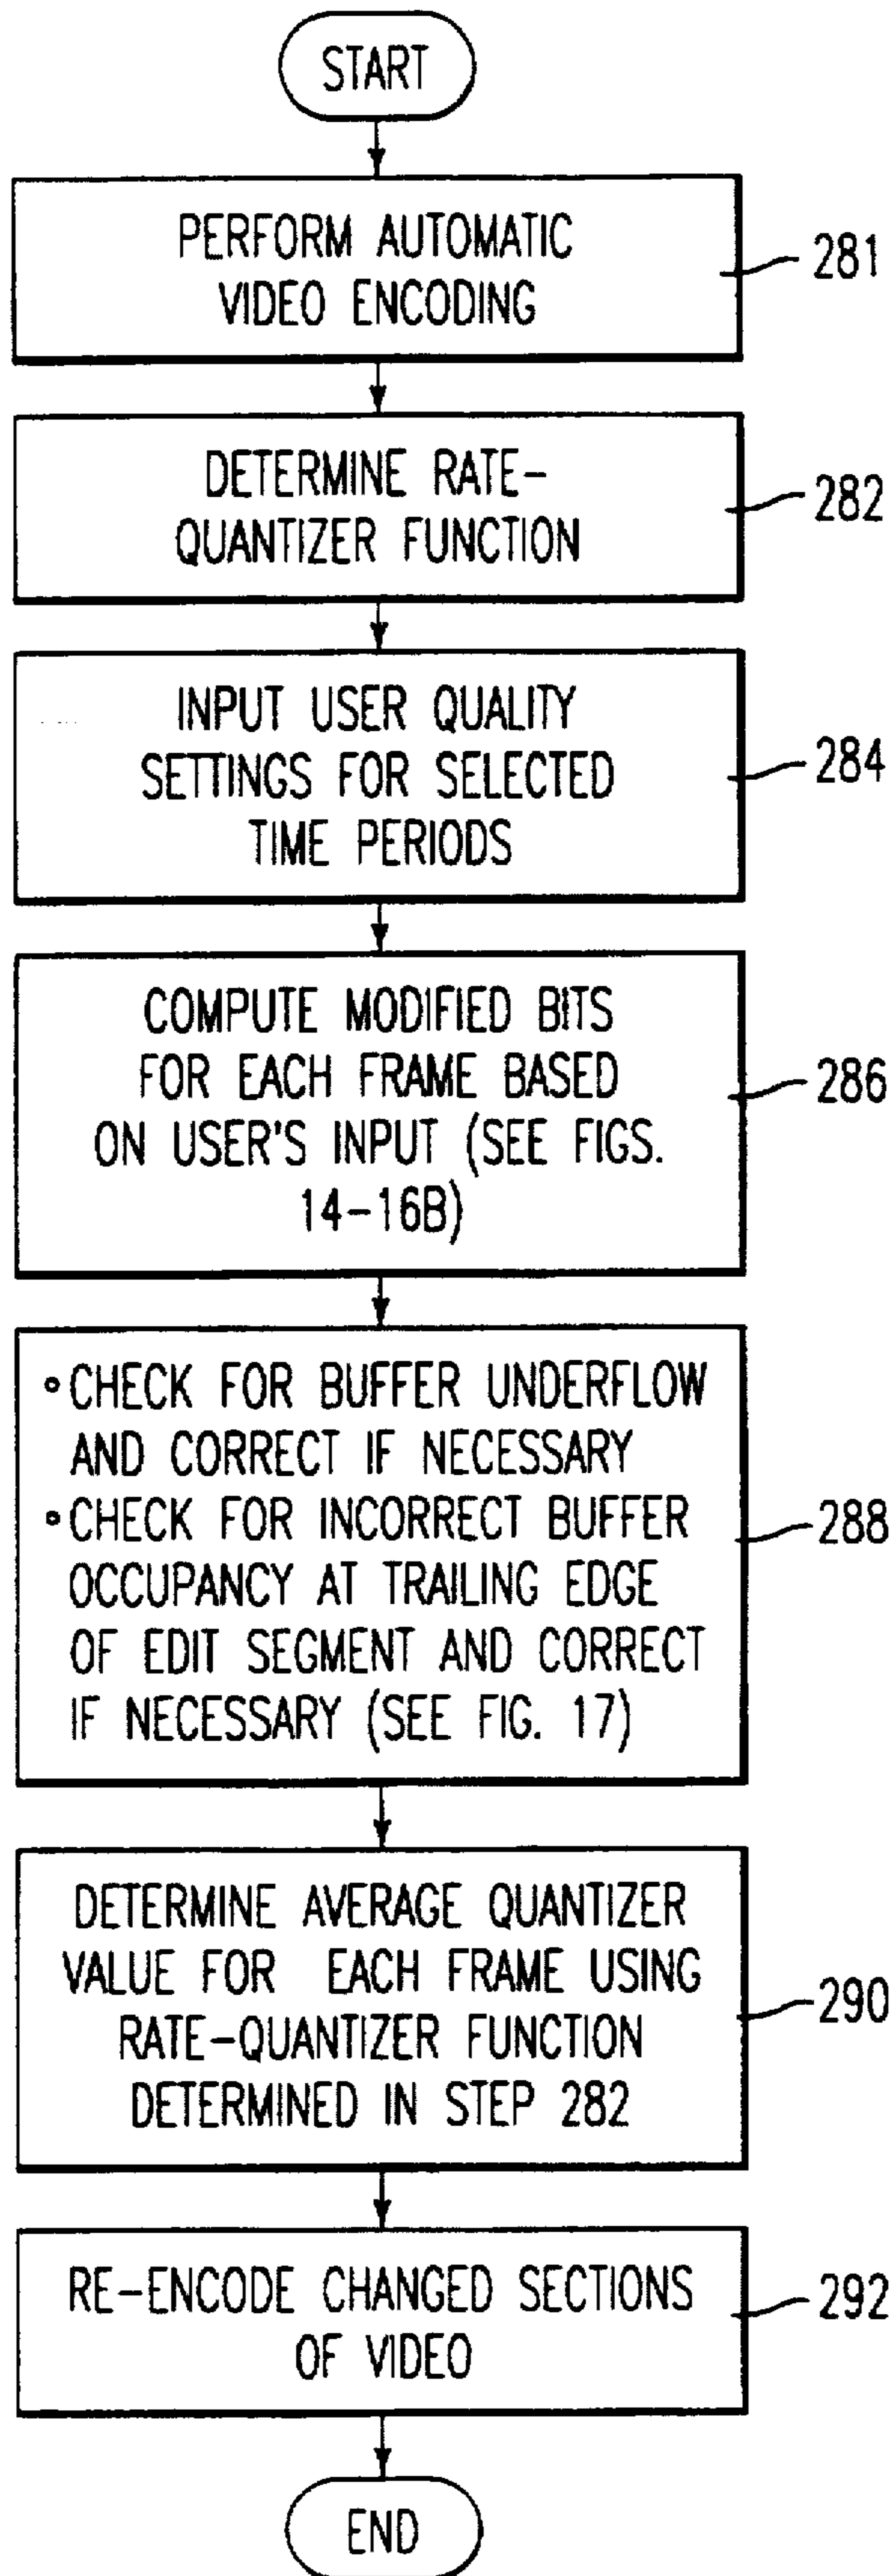 START
PERFORM AUTOMATIC
VIDEO ENCODING
281
DETERMINE RATE-
QUANTIZER FUNCTION
282
INPUT USER QUALITY
SETTINGS FOR SELECTED
TIME PERIODS
284
COMPUTE MODIFIED BITS
FOR EACH FRAME BASED
ON USER'S INPUT (SEE FIGS.
14-16B)
286
•CHECK FOR BUFFER UNDERFLOW
AND CORRECT IF NECESSARY
•CHECK FOR INCORRECT BUFFER
OCCUPANCY AT TRAILING EDGE
OF EDIT SEGMENT AND CORRECT
IF NECESSARY (SEE FIG. 17)
288
DETERMINE AVERAGE QUANTIZER
VALUE FOR EACH FRAME USING
RATE-QUANTIZER FUNCTION
DETERMINED IN STEP 282
290
RE-ENCODE CHANGED SECTIONS
OF VIDEO
292
END